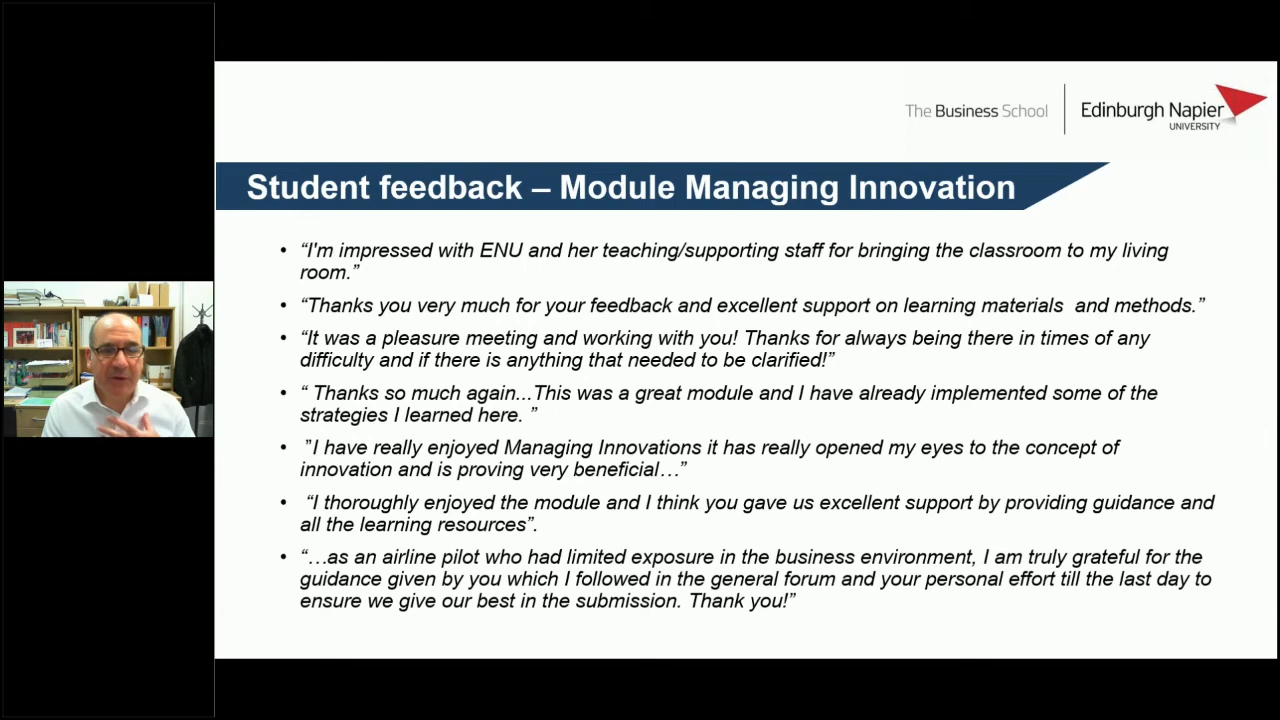 The Business School
Edinburgh Napier
UNIVERSITY
Student feedback – Module Managing Innovation
• “I'm impressed with ENU and her teaching/supporting staff for bringing the classroom to my living
room.”
• “Thanks you very much for your feedback and excellent support on learning materials  and methods.”
• “It was a pleasure meeting and working with you! Thanks for always being there in times of any
difficulty and if there is anything that needed to be clarified!”
• “ Thanks so much again...This was a great module and I have already implemented some of the
strategies I learned here. ”
• ”I have really enjoyed Managing Innovations it has really opened my eyes to the concept of
innovation and is proving very beneficial…”
• “I thoroughly enjoyed the module and I think you gave us excellent support by providing guidance and
all the learning resources”.
• “…as an airline pilot who had limited exposure in the business environment, I am truly grateful for the
guidance given by you which I followed in the general forum and your personal effort till the last day to
ensure we give our best in the submission. Thank you!”